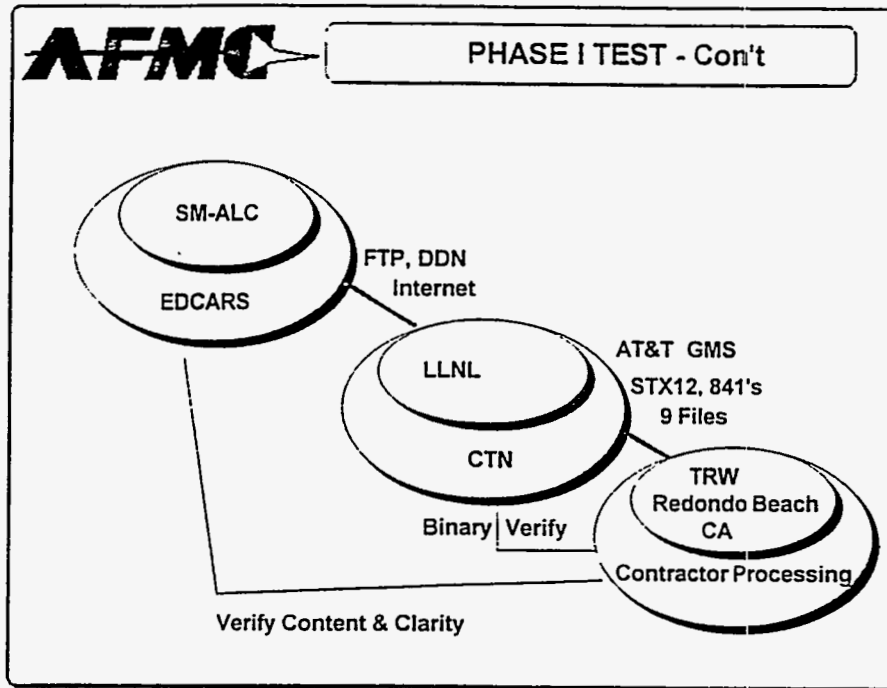 AFMC
PHASE I TEST - Con't
SM-ALC
EDCARS
FTP, DDN
Internet
LLNL
CTN
AT&T GMS
STX12, 841's
9 Files
TRW
Redondo Beach
CA
Contractor Processing
Binary Verify
Verify Content & Clarity